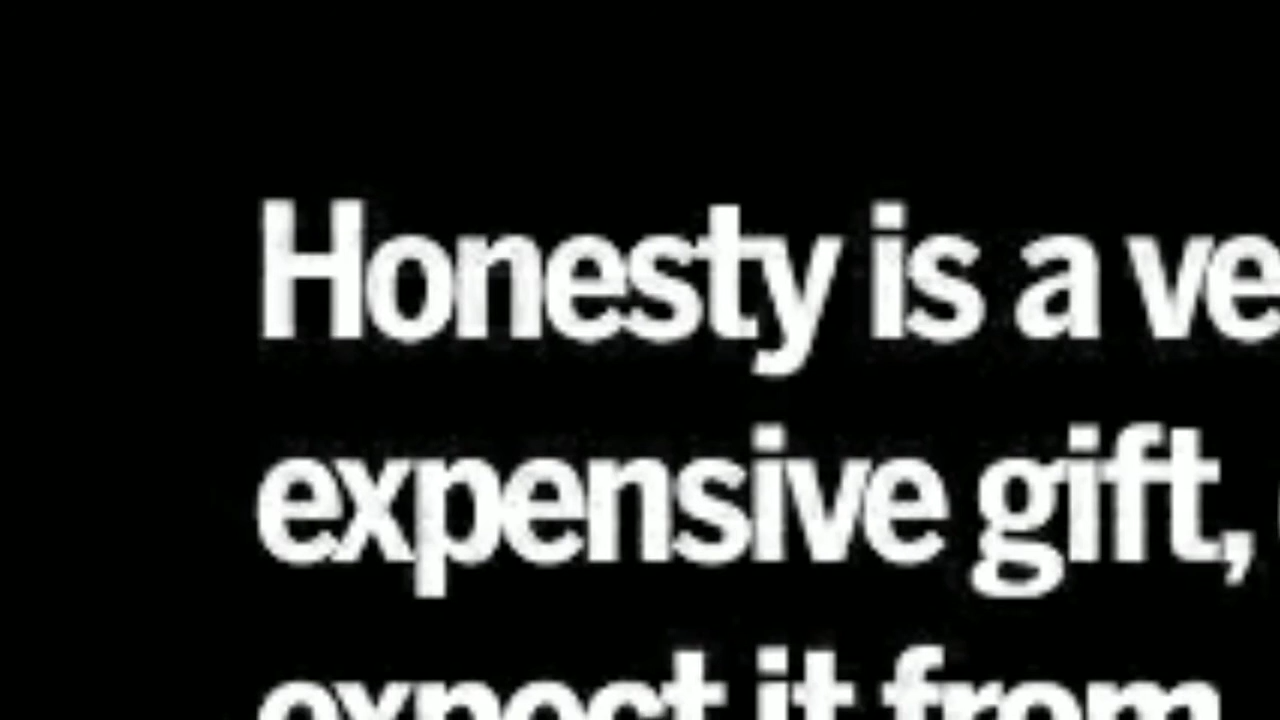 Honesty is a ve
expensive gift,
expect it from